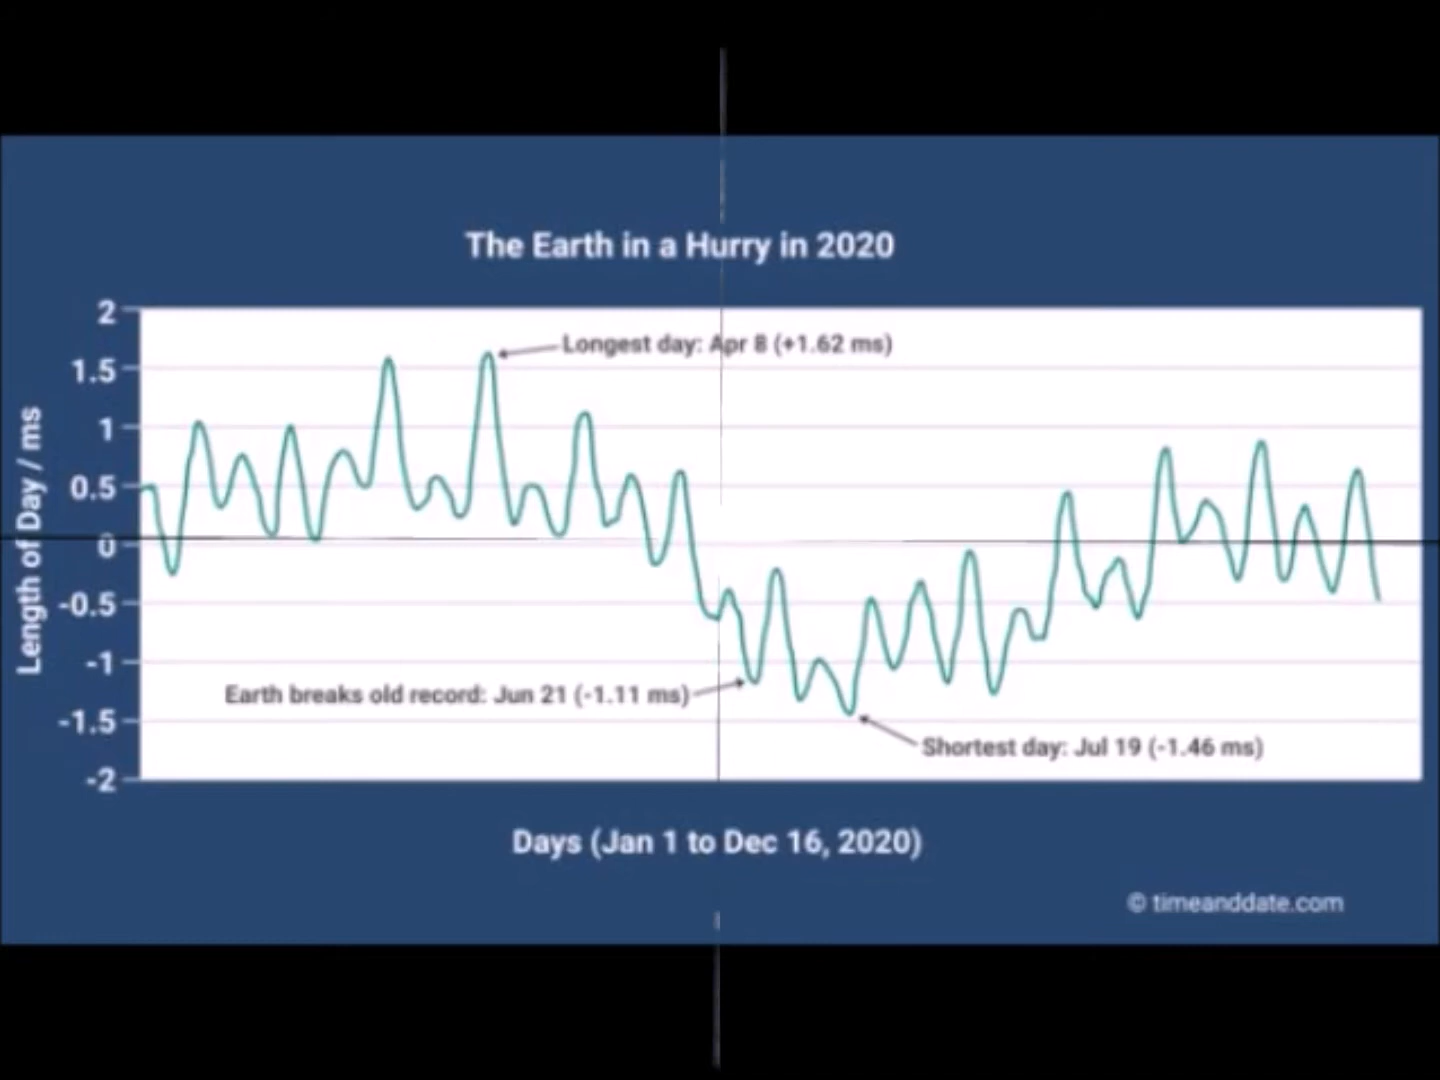 The Earth in a Hurry in 2020
2
Longest day: Apr 8 (+1.62 ms)
1.5
1
0.5
0
-0.5
-1
Earth breaks old record: Jun 21 (-1.11 ms)
-1.5
Shortest day: Jul 19 (-1.46 ms)
-2
Length of Day / ms
Days (Jan 1 to Dec 16, 2020)
© timeanddate.com